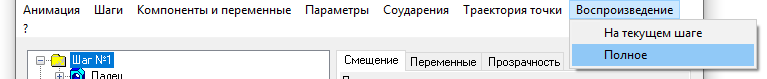 Анимация Шаги Компоненты и переменные Параметры Соударения Траектория точки Воспроизведение
?
На текущем шаге
Полное
Шаг №1
Палец
Смещение Переменные Прозрачность